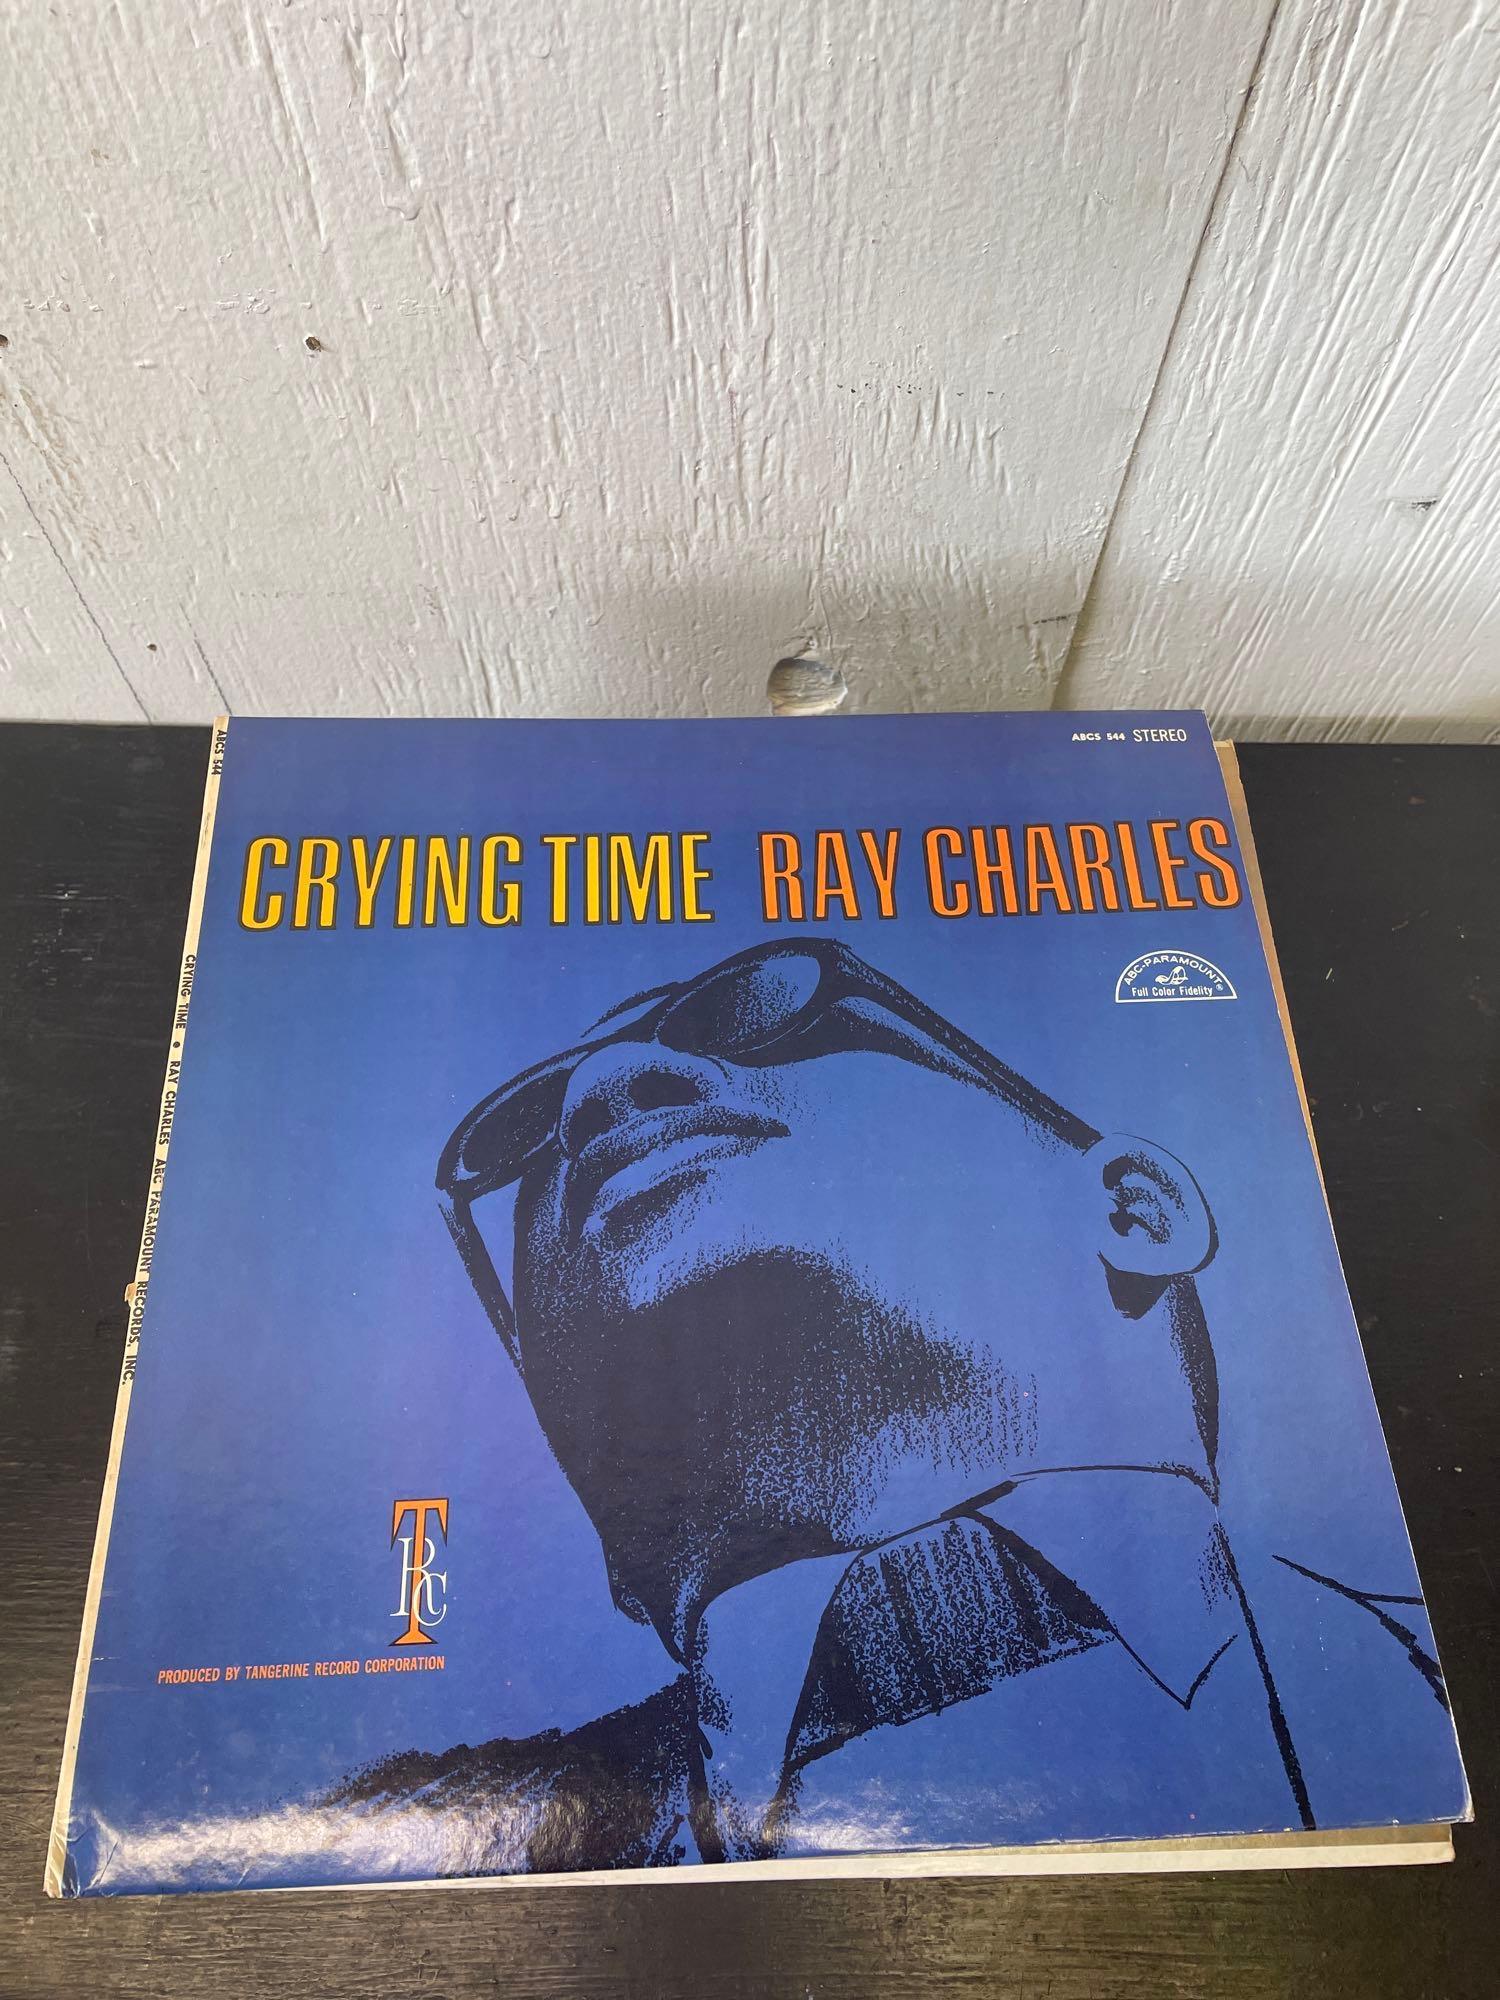 ABCS 544 STEREO
CRYING TIME RAY CHARLES
ABC-PARAMOUNT
Full Color Fidelity ®
ABCS 544 CRYING TIME • RAY CHARLES ABC PARAMOUNT RECORDS, INC.
TRC
PRODUCED BY TANGERINE RECORD CORPORATION